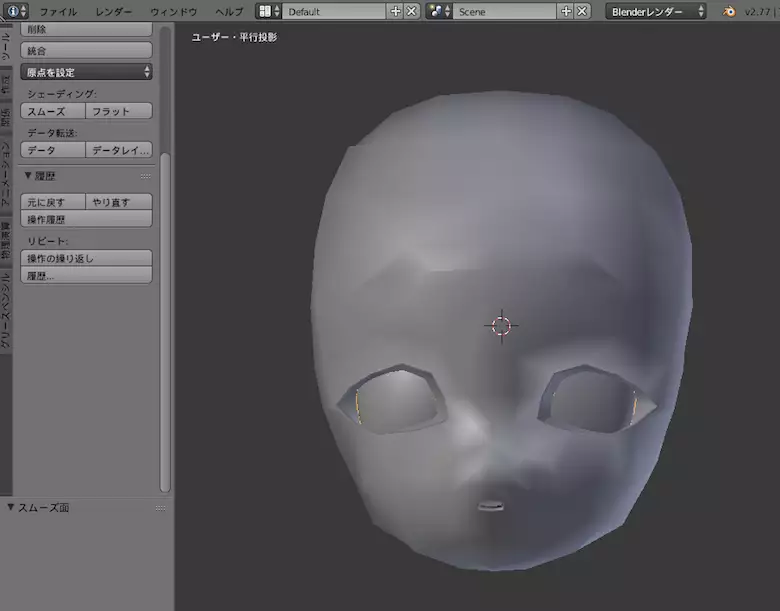 ファイル レンダー ウィンドウ ヘルプ Default Scene Blenderレンダー v2.77
ユーザー・平行投影
削除
統合
原点を設定
シェーディング:
スムーズ フラット
データ転送:
データ データレイ...
履歴
元に戻す やり直す
操作履歴
リピート:
操作の繰り返し
履歴...
スムーズ面
ツール
作成
関係
アニメーション
物理演算
グリースペンシル